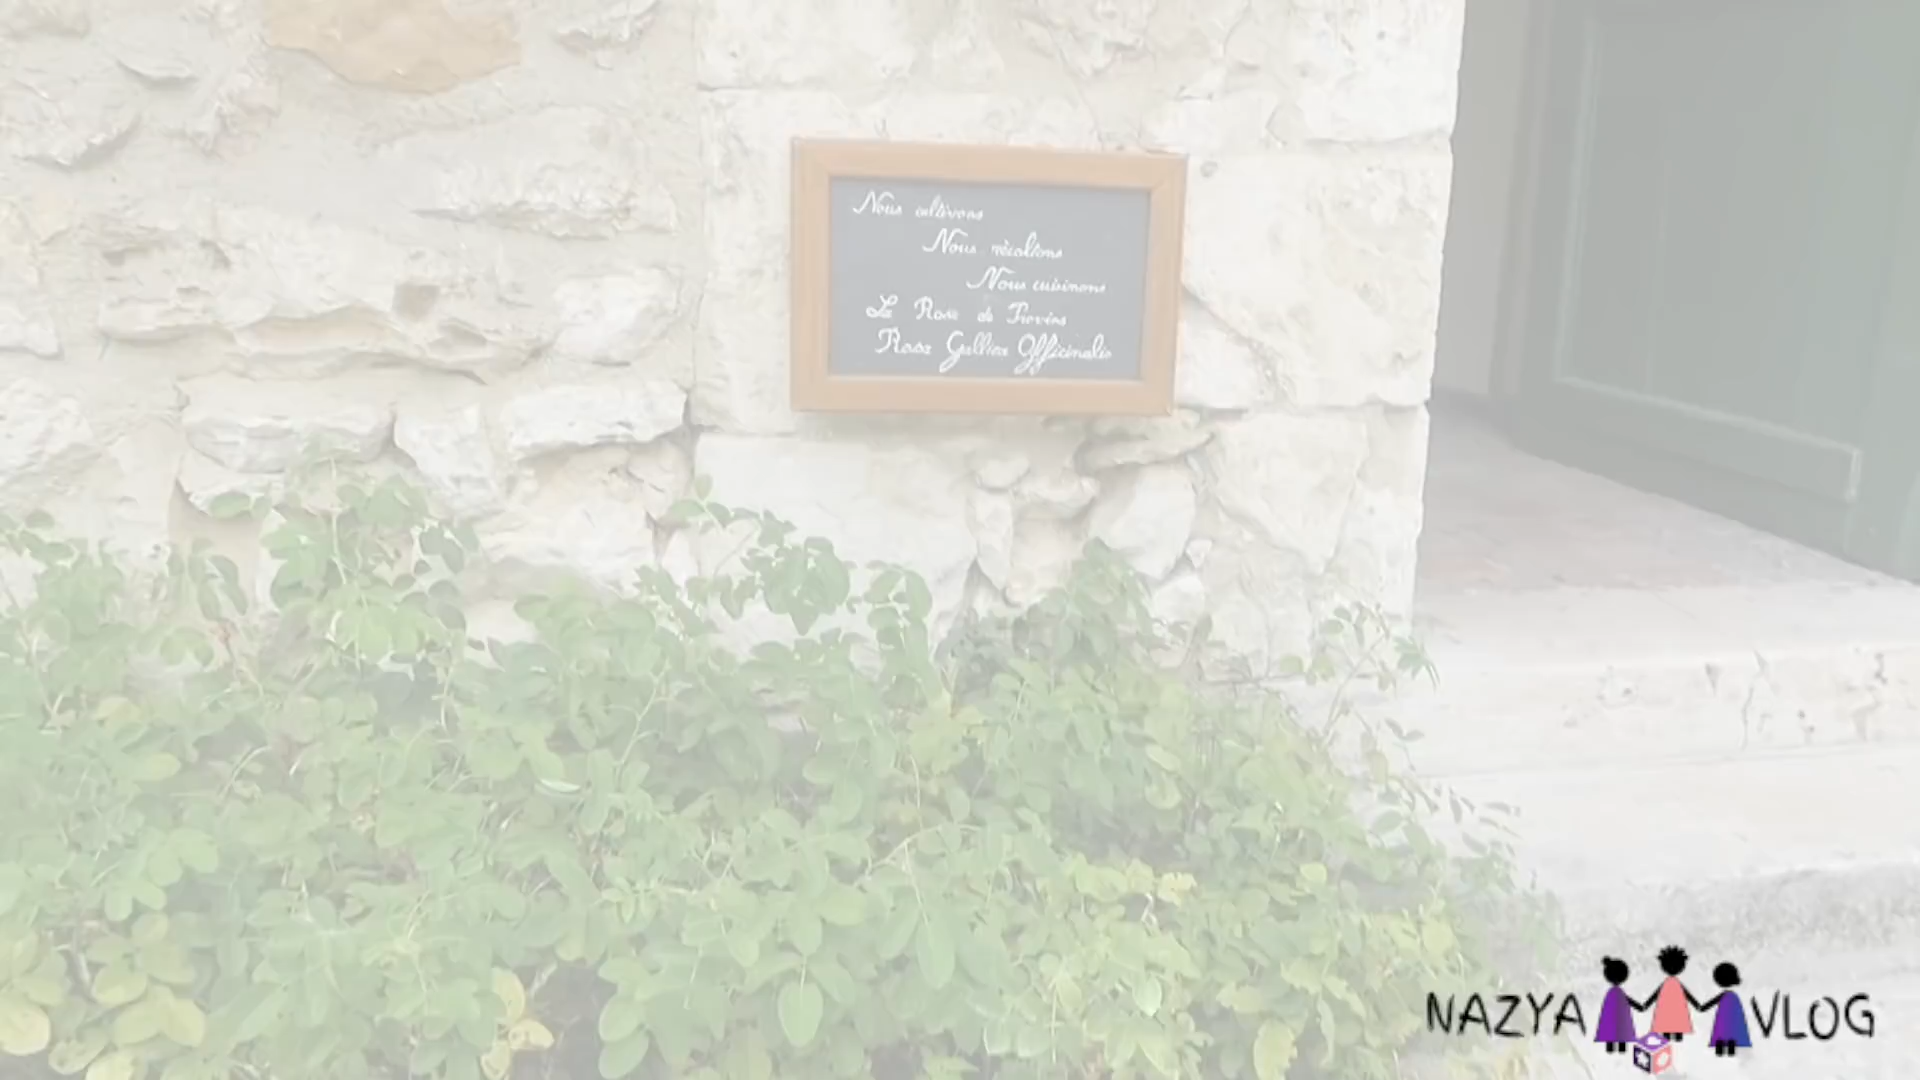 Nous cultivons
Nous récoltons
Nous cuisinons
La Rose de Provins
Rosa Gallica Officinalis
NAZYA VLOG